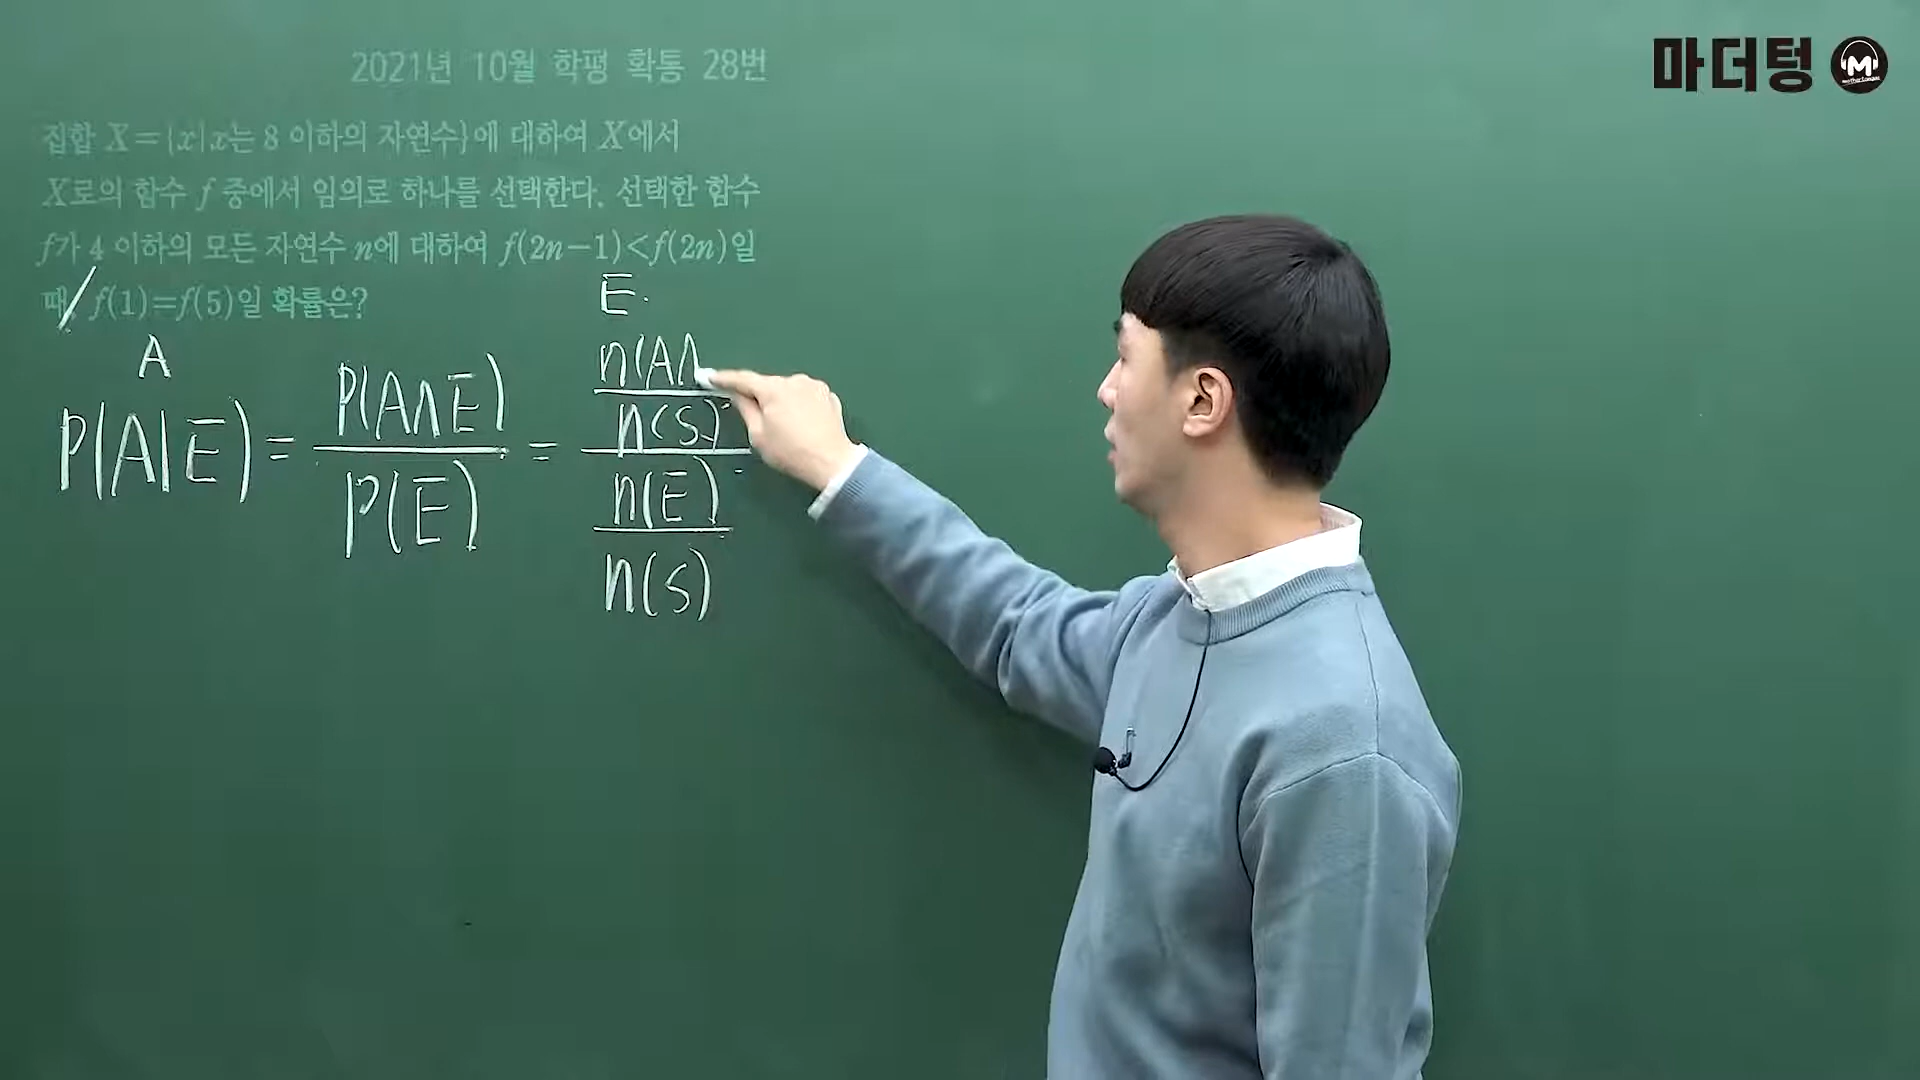 2021년 10월 학평 확통 28번
마더텅
M
집합 X={x|x는 8 이하의 자연수}에 대하여 X에서
X로의 함수 f 중에서 임의로 하나를 선택한다. 선택한 함수
f가 4 이하의 모든 자연수 n에 대하여 f(2n-1)<f(2n)일
때, f(1)=f(5)일 확률은?
A
E.
P(A|E) = P(A∩E) / P(E) = n(A∩ / n(S) / n(E) / n(S)